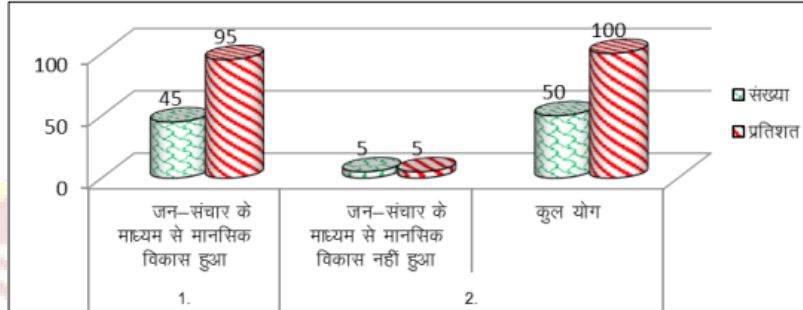 100
50
0
45
95
5
5
50
100
संख्या
प्रतिशत
जन–संचार के
माध्यम से मानसिक
विकास हुआ
जन–संचार के
माध्यम से मानसिक
विकास नहीं हुआ
कुल योग
1.
2.